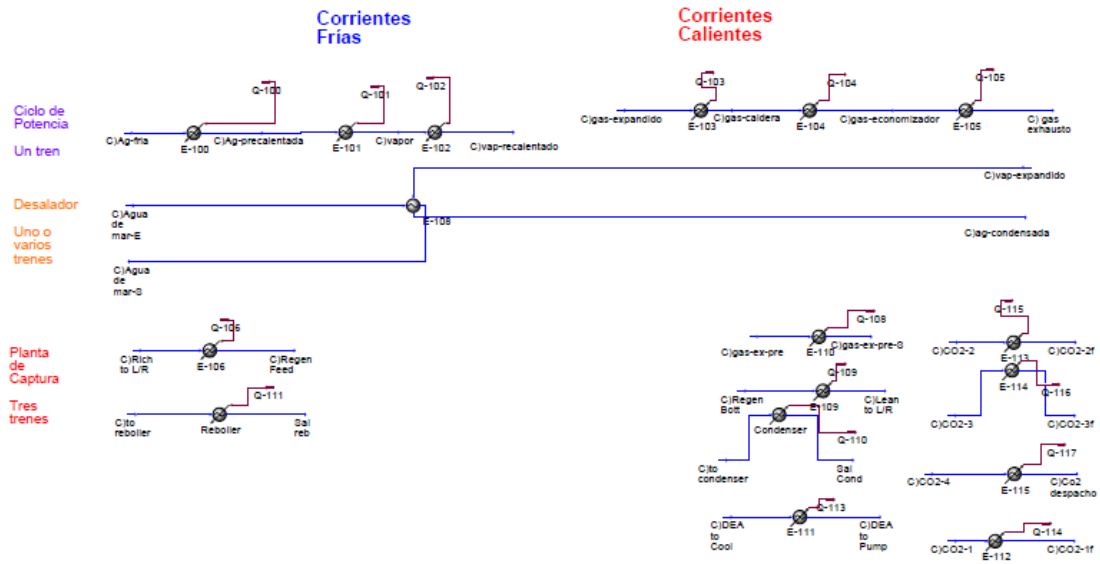 Corrientes
Frías
Corrientes
Calientes
Ciclo de
Potencia
Un tren
Q-100
Q-101
Q-102
C)Ag-fria
E-100
C)Ag-precalentada
E-101
C)vapor
E-102
C)vap-recalentado
Q-103
Q-104
Q-105
C)gas-expandido
E-103
C)gas-caldera
E-104
C)gas-economizador
E-105
C) gas
exhausto
Desalador
Uno o
varios
trenes
C)Agua
de
mar-E
E-108
C)vap-expandido
C)ag-condensada
C)Agua
de
mar-S
Planta
de
Captura
Tres
trenes
Q-106
C)Rich
to L/R
E-106
C)Regen
Feed
Q-111
C)to
reboiler
Reboiler
Sal
reb
Q-108
C)gas-ex-pre
E-110
C)gas-ex-pre-S
Q-109
C)Regen
Bott
E-109
C)Lean
to L/R
Condenser
Q-110
C)to
condenser
Sal
Cond
Q-113
C)DEA
to
Cool
E-111
C)DEA
to
Pump
Q-115
C)CO2-2
E-113
C)CO2-2f
E-114
Q-116
C)CO2-3
C)CO2-3f
Q-117
C)CO2-4
E-115
C)Co2
despacho
Q-114
C)CO2-1
E-112
C)CO2-1f